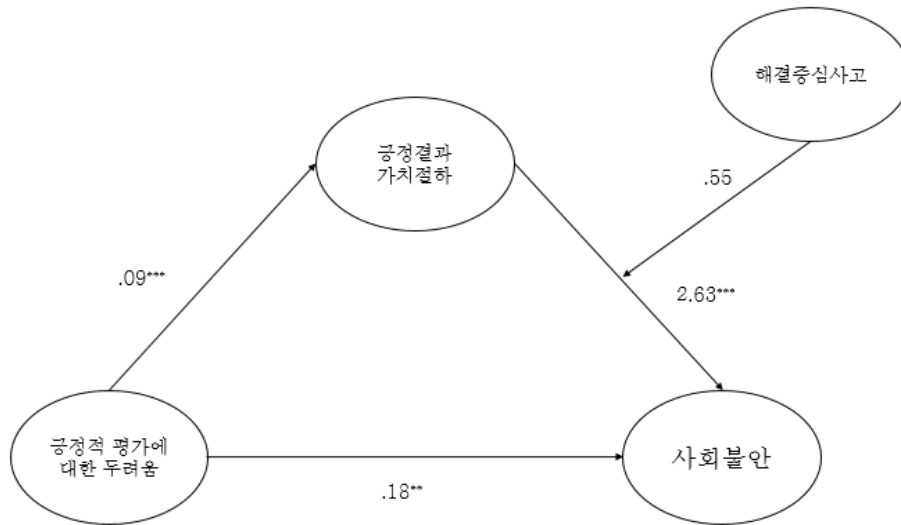 해결중심사고
긍정결과
가치절하
.55
.09***
2.63***
긍정적 평가에
대한 두려움
사회불안
.18**